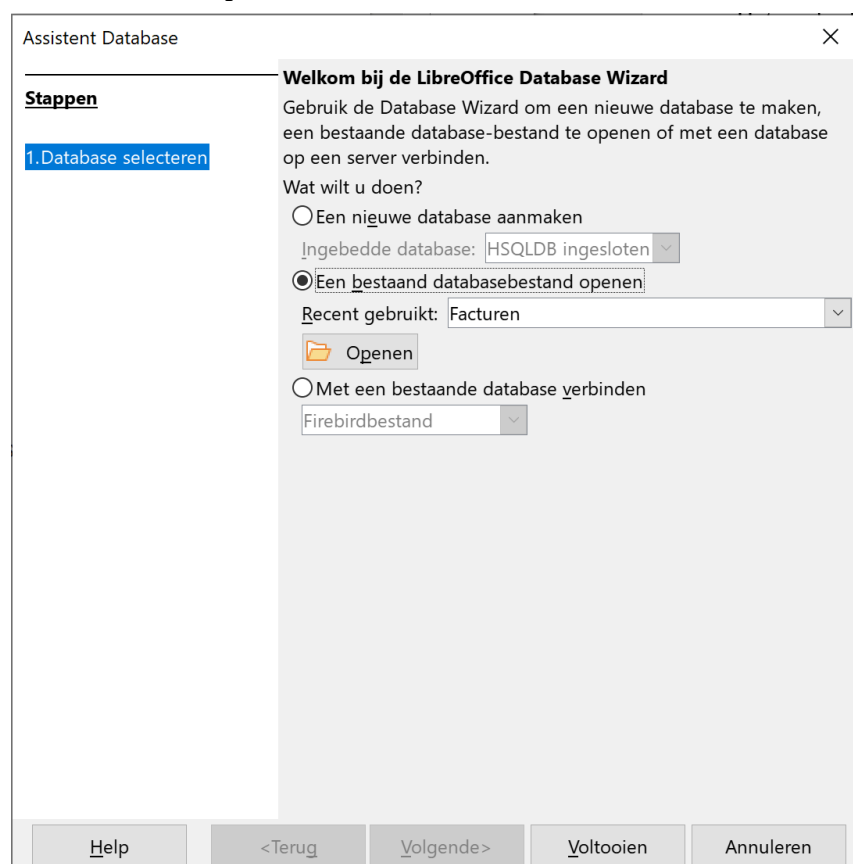 Assistent Database
Stappen
1.Database selecteren
Welkom bij de LibreOffice Database Wizard
Gebruik de Database Wizard om een nieuwe database te maken,
een bestaande database-bestand te openen of met een database
op een server verbinden.
Wat wilt u doen?
Een nieuwe database aanmaken
Ingebedde database: HSQLDB ingesloten
Een bestaand databasebestand openen
Recent gebruikt: Facturen
Openen
Met een bestaande database verbinden
Firebirdbestand
Help <Terug Volgende> Voltooien Annuleren